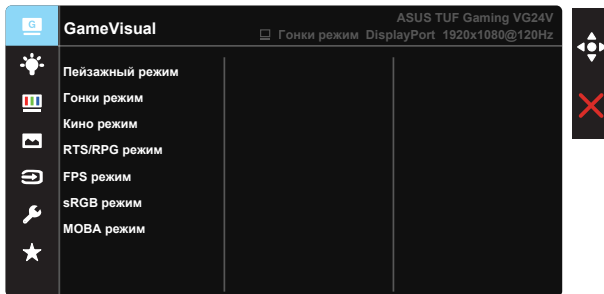 G
GameVisual
ASUS TUF Gaming VG24V
Гонки режим DisplayPort 1920x1080@120Hz
Пейзажный режим
Гонки режим
Кино режим
RTS/RPG режим
FPS режим
sRGB режим
MOBA режим